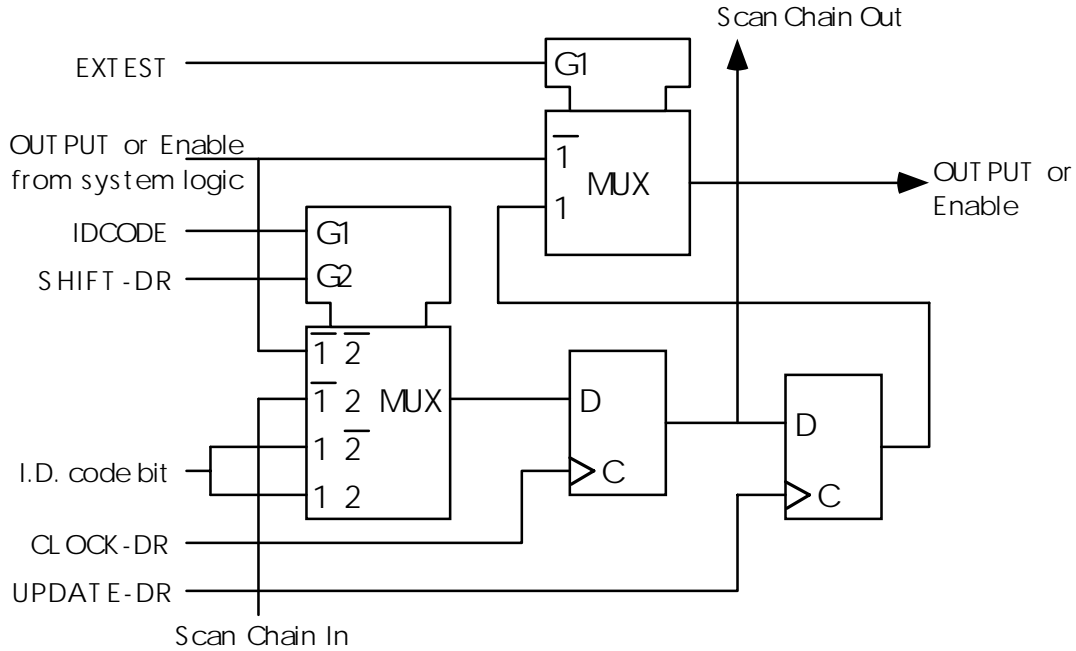 Scan Chain Out
EXTEST
G1
OUTPUT or Enable
from system logic
1̅
MUX
1
OUTPUT or
Enable
IDCODE
G1
SHIFT-DR
G2
1̅ 2̅
1̅ 2 MUX
1 2̅
1 2
D
C
D
C
I.D. code bit
CLOCK-DR
UPDATE-DR
Scan Chain In